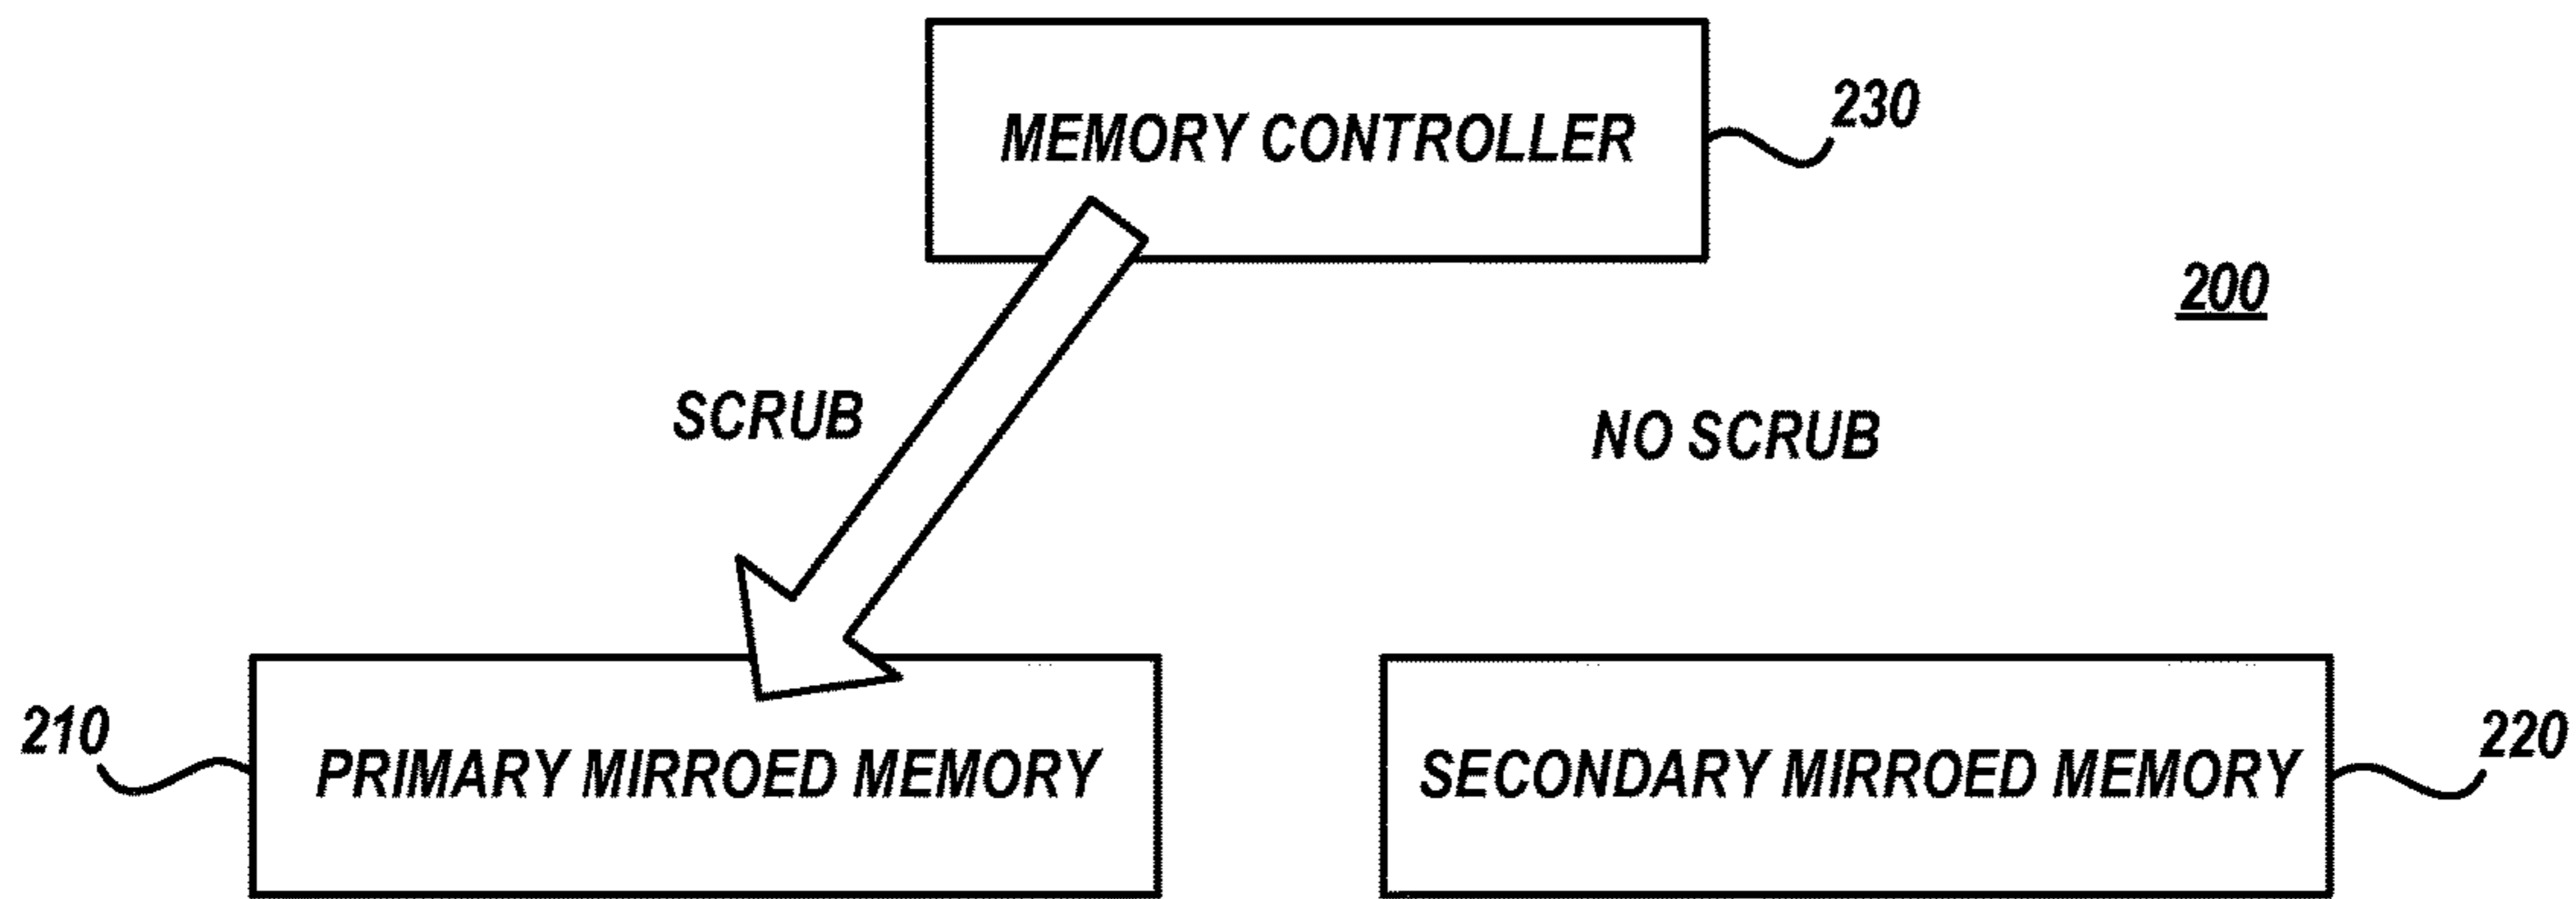 MEMORY CONTROLLER
230
200
SCRUB
NO SCRUB
210
PRIMARY MIRROED MEMORY
SECONDARY MIRROED MEMORY
220